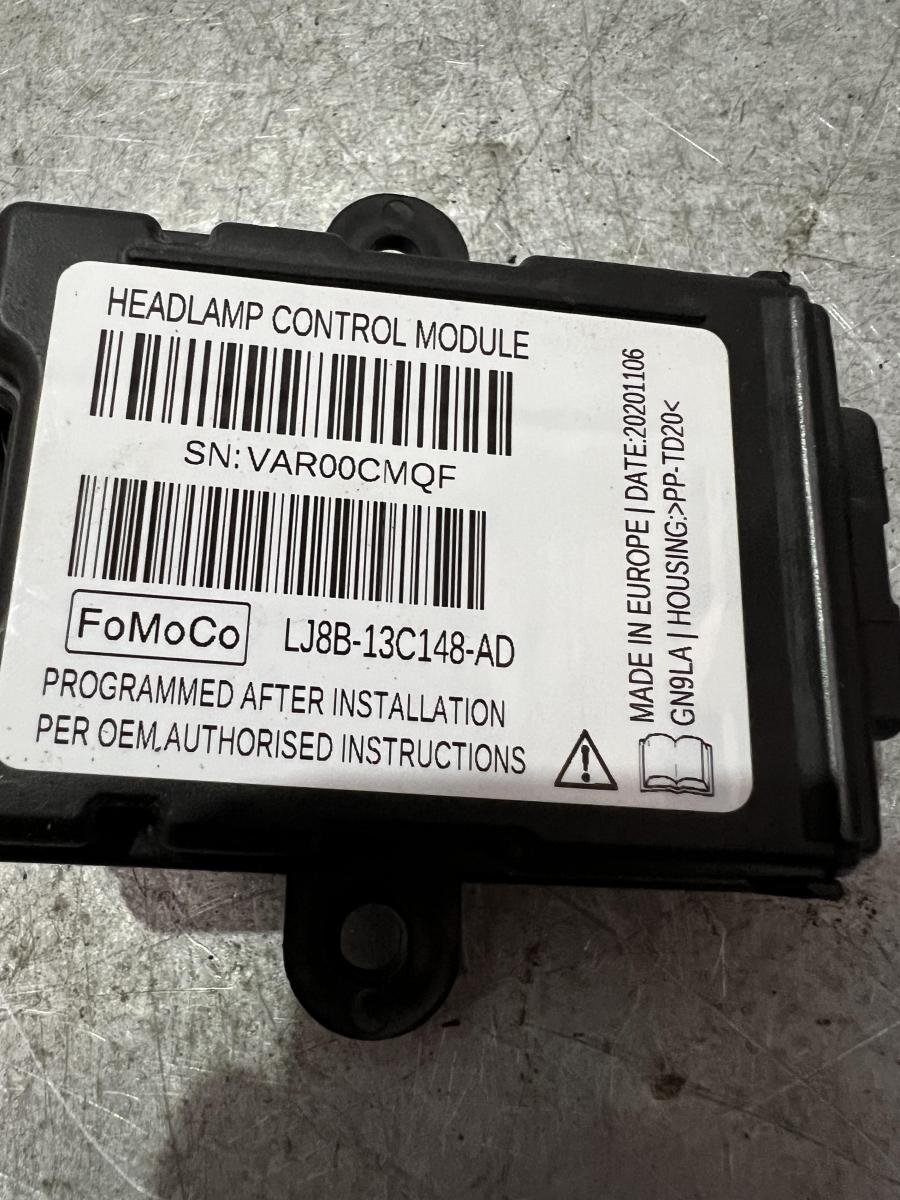 HEADLAMP CONTROL MODULE
SN:VAR00CMQF
FoMoCo LJ8B-13C148-AD
PROGRAMMED AFTER INSTALLATION
PER OEM,AUTHORISED INSTRUCTIONS
MADE IN EUROPE | DATE:20201106
GN9LA | HOUSING:>PP-TD20<